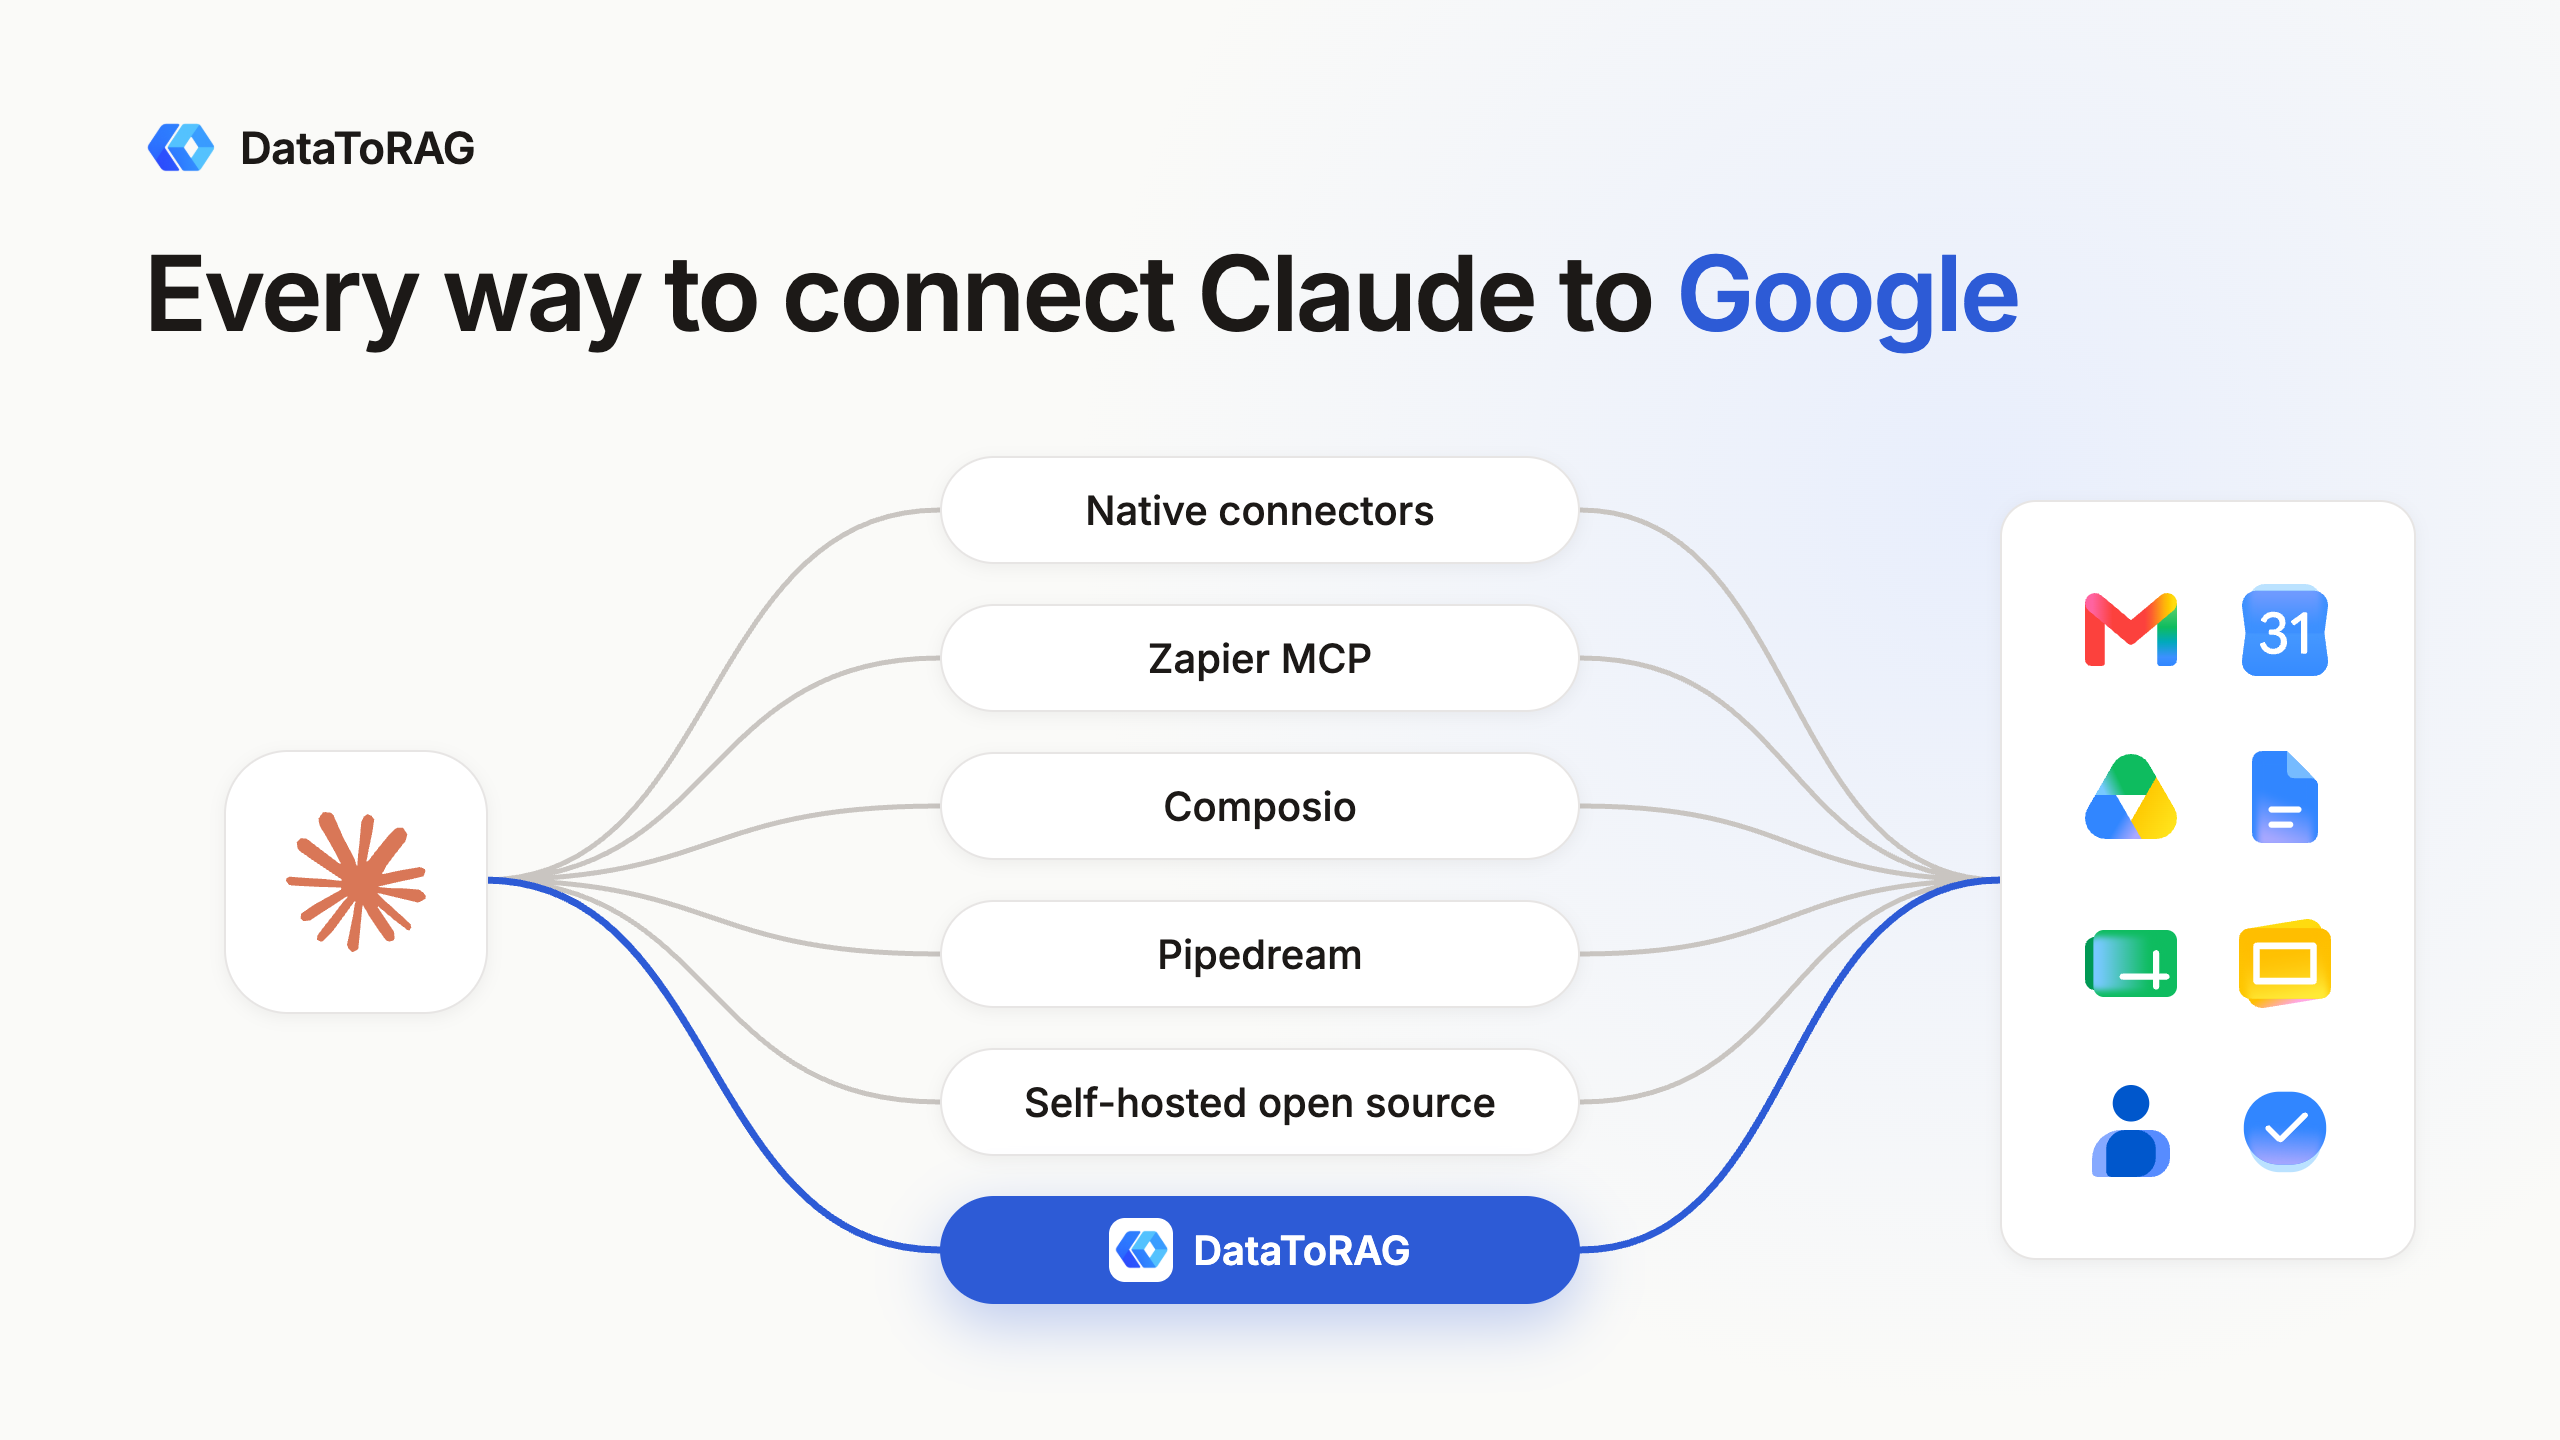 DataToRAG
Every way to connect Claude to Google
Native connectors
Zapier MCP
Composio
Pipedream
Self-hosted open source
DataToRAG
31